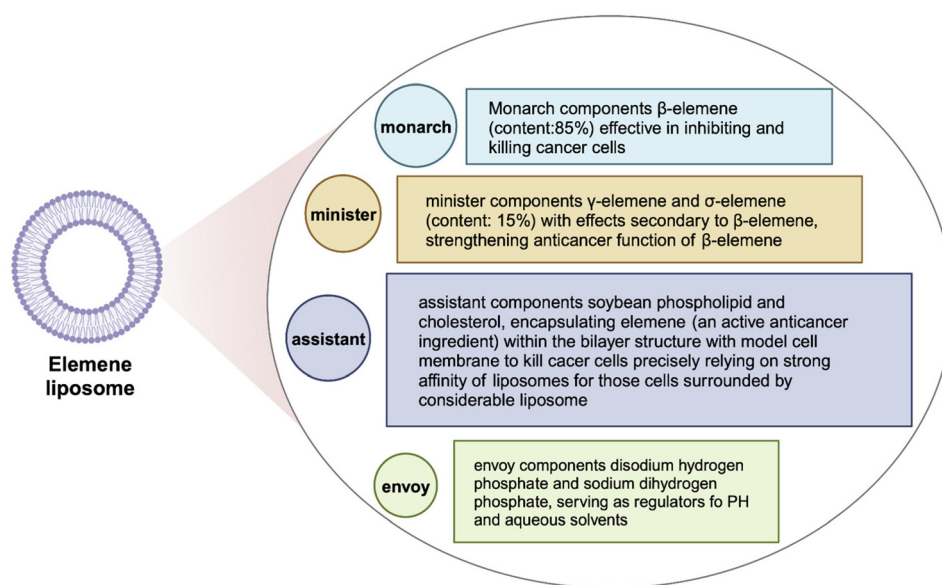 monarch
Monarch components β-elemene
(content:85%) effective in inhibiting and
killing cancer cells
minister
minister components γ-elemene and σ-elemene
(content: 15%) with effects secondary to β-elemene,
strengthening anticancer function of β-elemene
assistant
assistant components soybean phospholipid and
cholesterol, encapsulating elemene (an active anticancer
ingredient) within the bilayer structure with model cell
membrane to kill cacer cells precisely relying on strong
affinity of liposomes for those cells surrounded by
considerable liposome
Elemene
liposome
envoy
envoy components disodium hydrogen
phosphate and sodium dihydrogen
phosphate, serving as regulators fo PH
and aqueous solvents